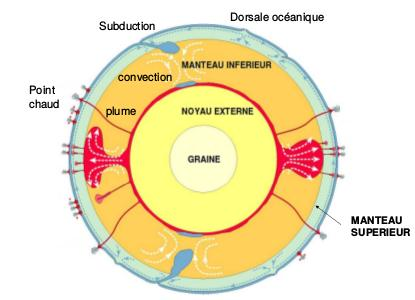 Dorsale océanique
Subduction
MANTEAU INFERIEUR
convection
Point
chaud
plume
NOYAU EXTERNE
GRAINE
MANTEAU
SUPERIEUR